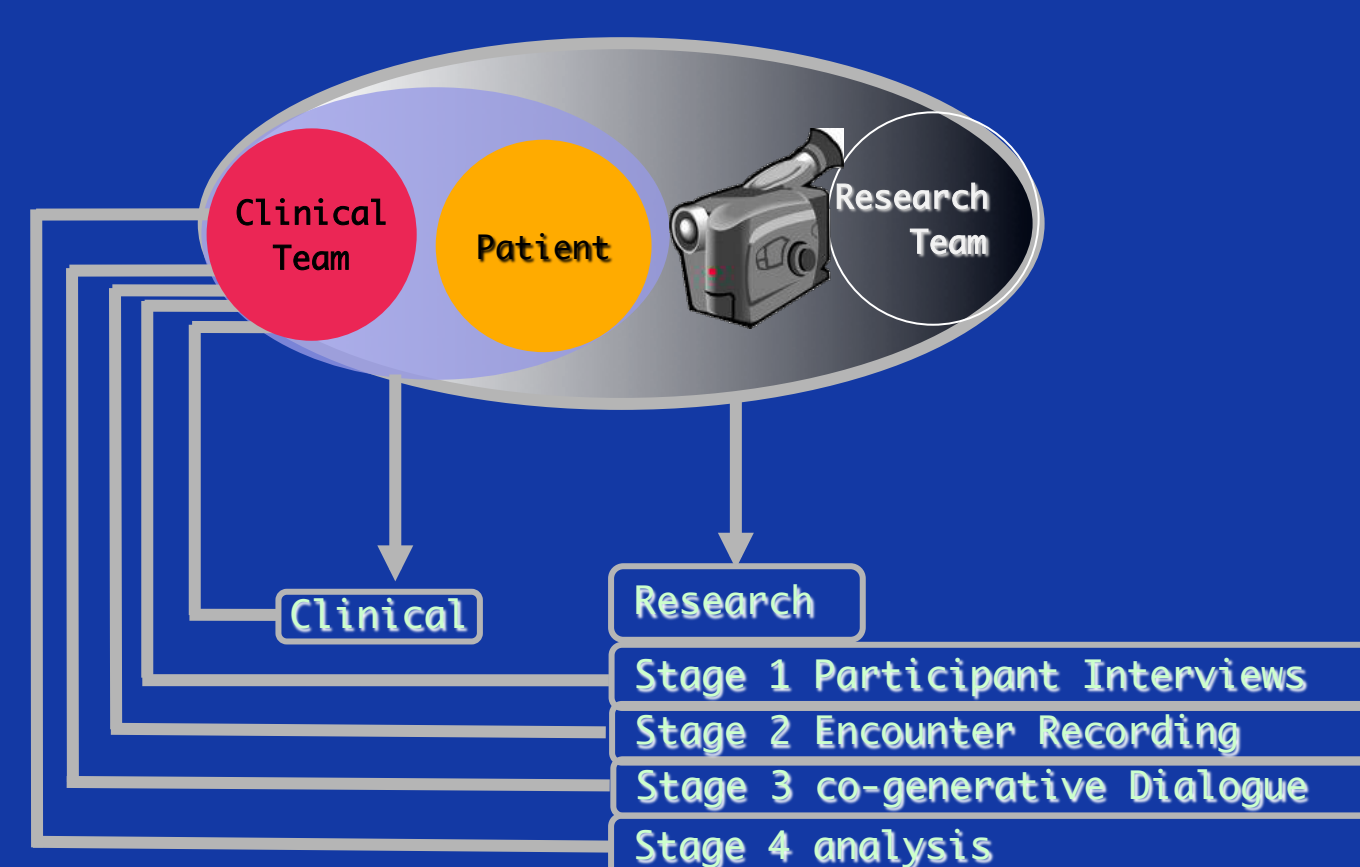 Clinical
Team
Patient
Research
Team
Clinical
Research
Stage 1 Participant Interviews
Stage 2 Encounter Recording
Stage 3 co-generative Dialogue
Stage 4 analysis